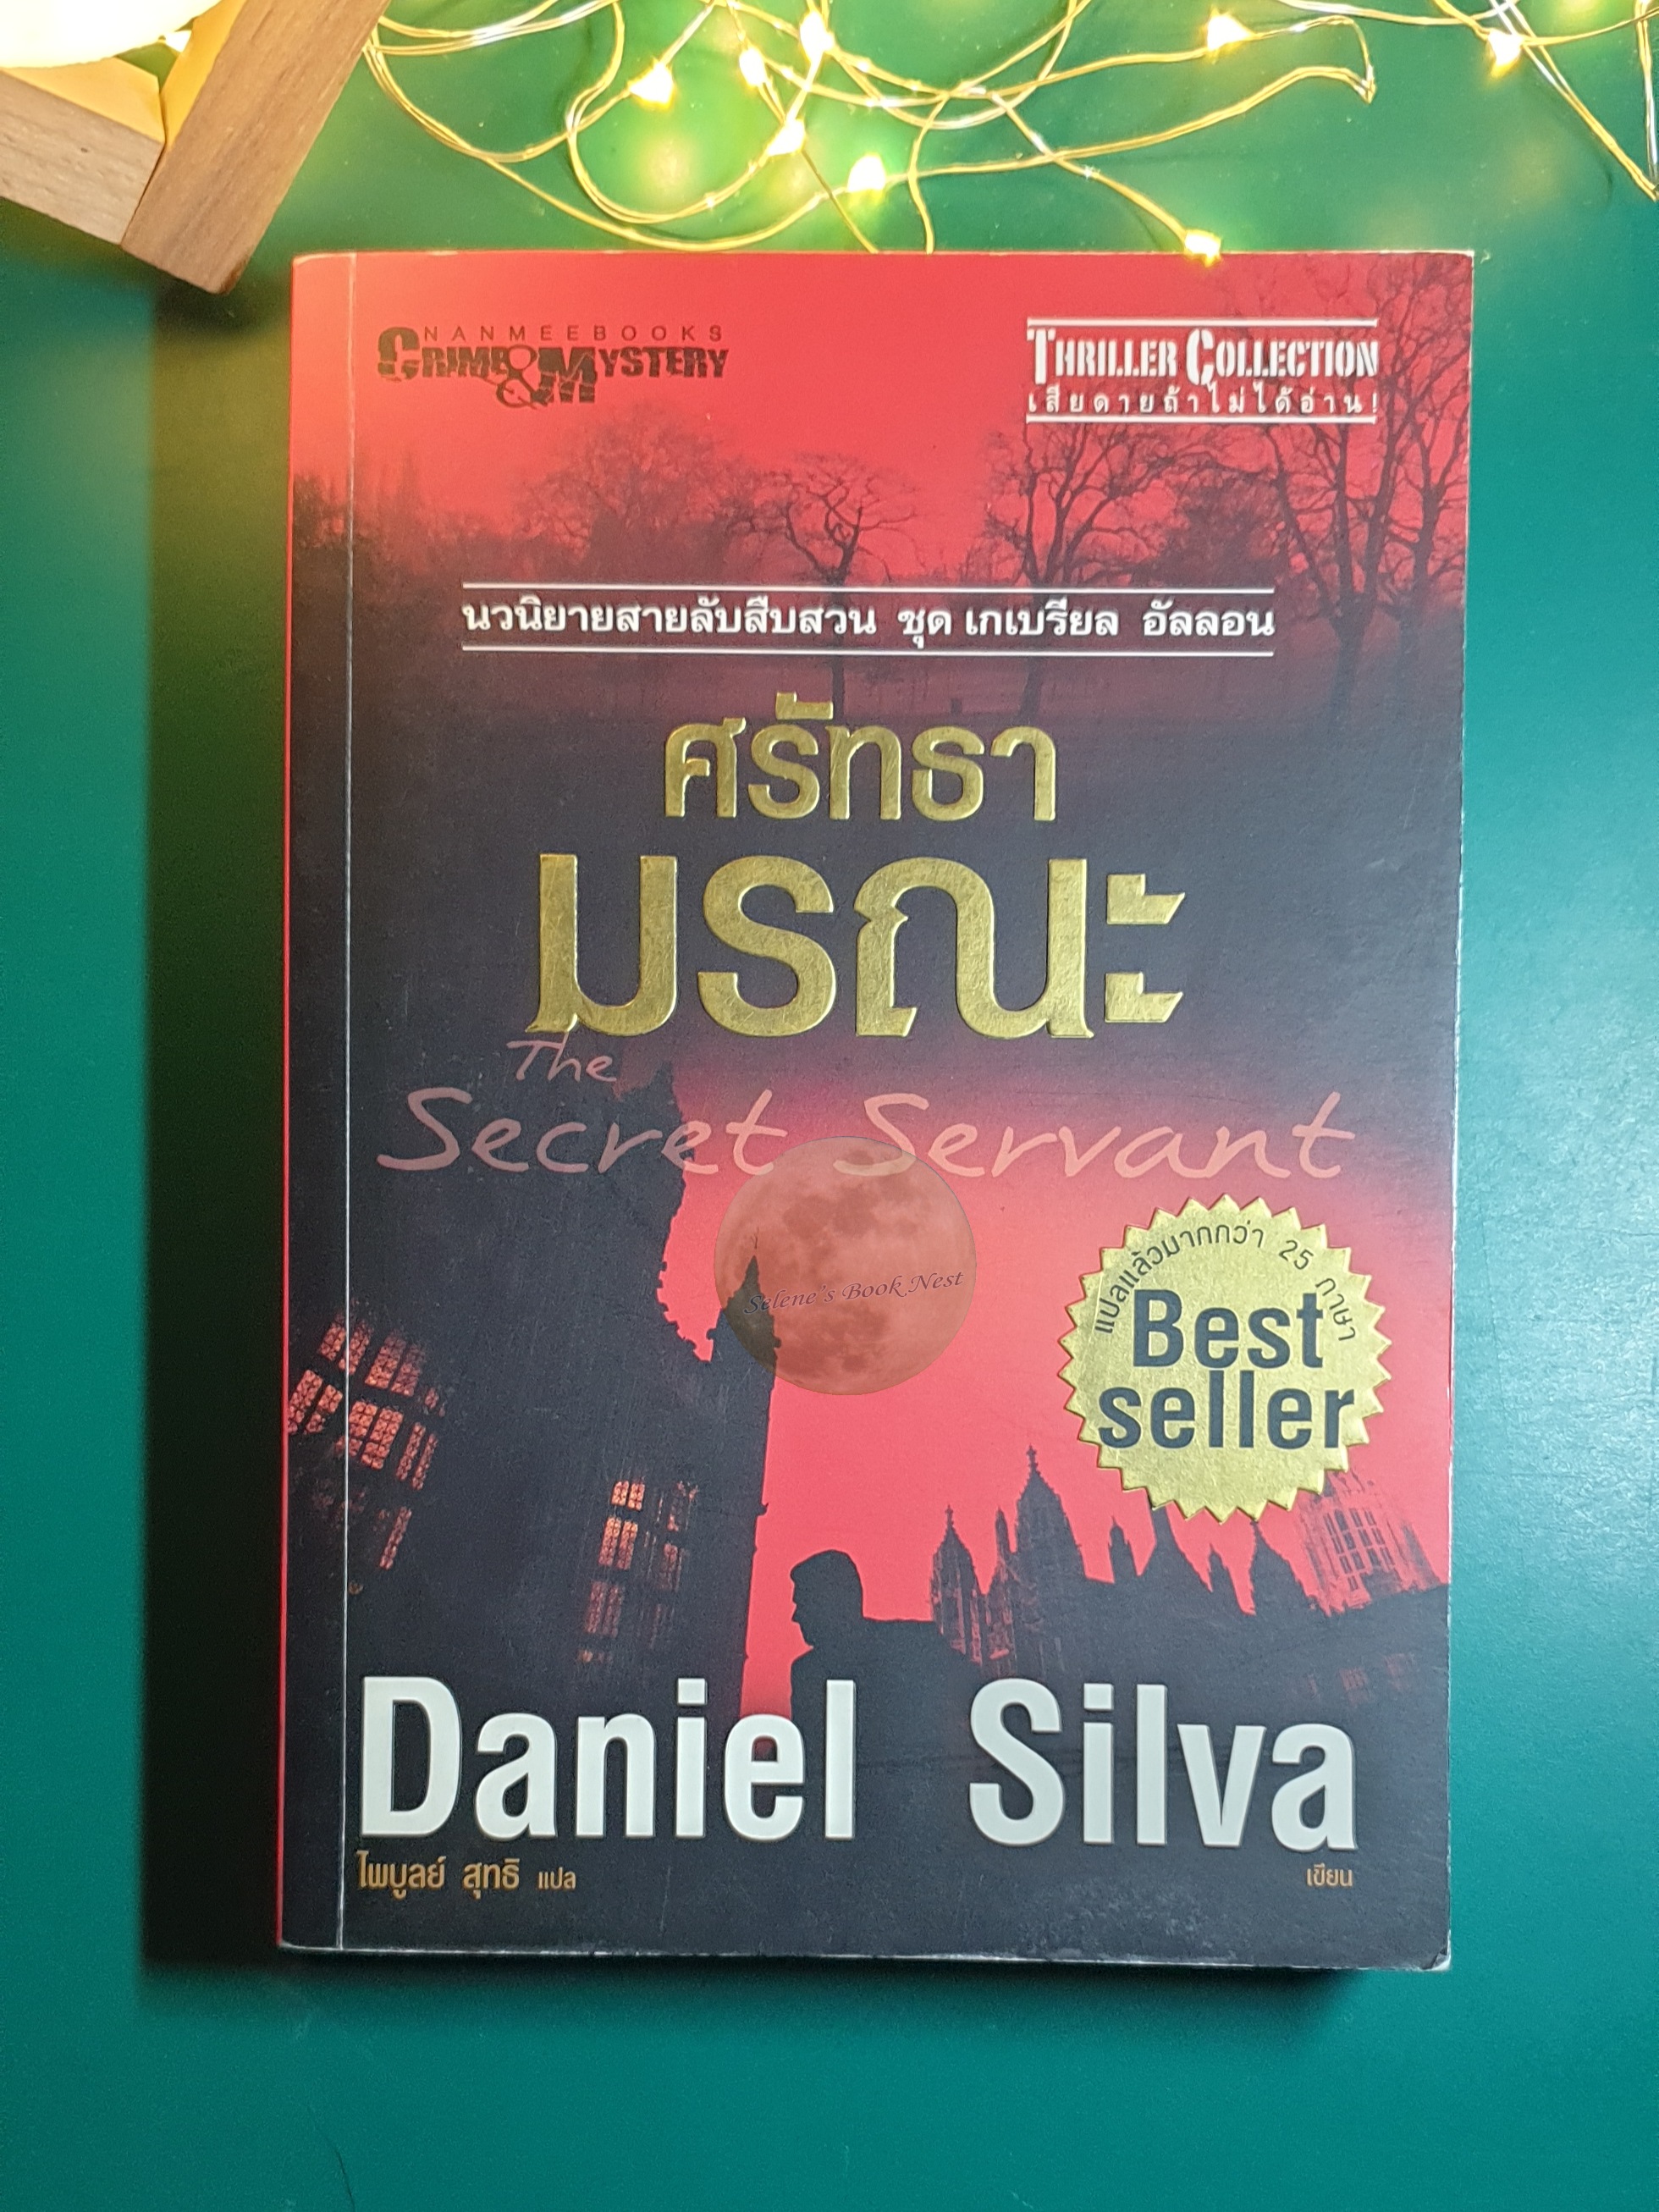 NANMEEBOOKS
CRIME & MYSTERY
THRILLER COLLECTION
เสียดายถ้าไม่ได้อ่าน!
นวนิยายสายลับสืบสวน ชุด เกเบรียล อัลลอน
ศรัทธา
มรณะ
The
Secret Servant
Selene's Book Nest
แปลแล้วมากกว่า 25 ภาษา
Best
seller
Daniel Silva
ไพบูลย์ สุทธิ แปล
เขียน